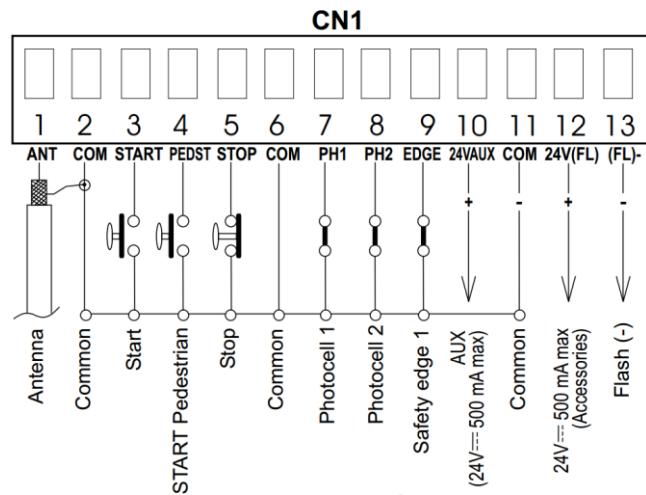 CN1
1 2 3 4 5 6 7 8 9 10 11 12 13
ANT COM START PEDST STOP COM PH1 PH2 EDGE 24VAUX COM 24V(FL) (FL)-
+ - + -
Antenna
Common
Start
START Pedestrian
Stop
Common
Photocell 1
Photocell 2
Safety edge 1
AUX
(24V⎓ 500 mA max)
Common
24V⎓ 500 mA max
(Accessories)
Flash (-)